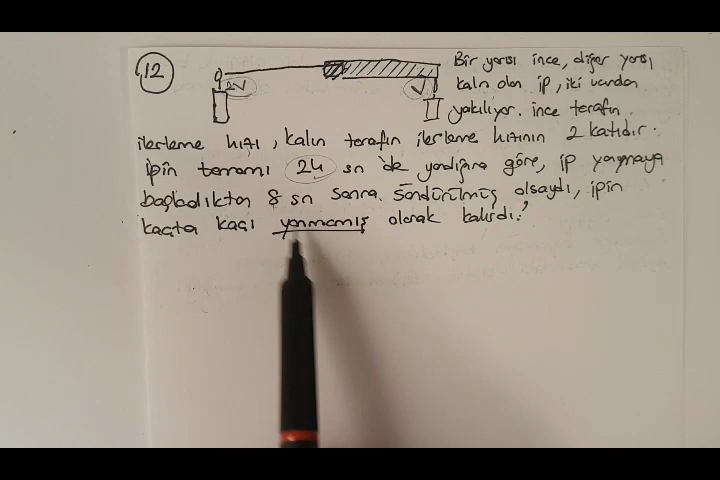 12
2V
V
Bir yarısı ince, diğer yarısı
kalın olan ip, iki ucundan
yakılıyor. ince tarafın
ilerleme hızı, kalın tarafın ilerleme hızının 2 katıdır.
ipin tamamı 24 sn'de yandığına göre, ip yanmaya
başladıktan 8 sn sonra söndürülmüş olsaydı, ipin
kaçta kaçı yanmamış olarak kalırdı?